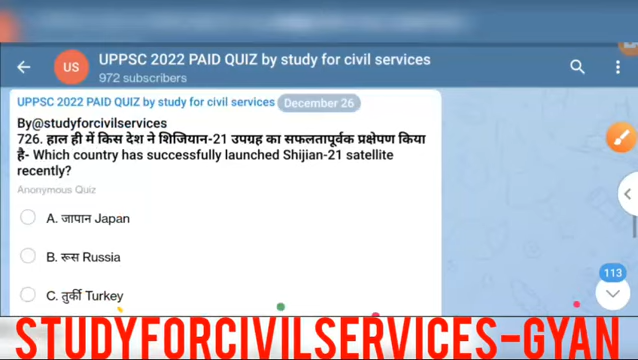 US
UPPSC 2022 PAID QUIZ by study for civil services
972 subscribers
UPPSC 2022 PAID QUIZ by study for civil services
December 26
By@studyforcivilservices
726. हाल ही में किस देश ने शिजियान-21 उपग्रह का सफलतापूर्वक प्रक्षेपण किया
है- Which country has successfully launched Shijian-21 satellite
recently?
Anonymous Quiz
A. जापान Japan
B. रूस Russia
C. तुर्की Turkey
113
STUDYFORCIVILSERVICES-GYAN